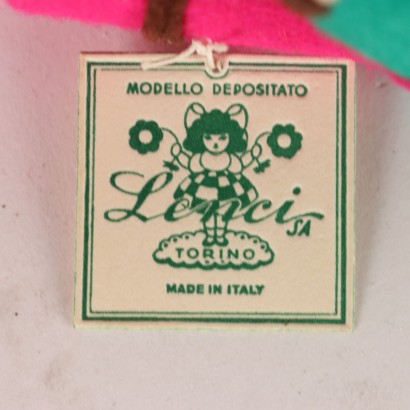 MODELLO DEPOSITATO
Lenci SA
TORINO
MADE IN ITALY